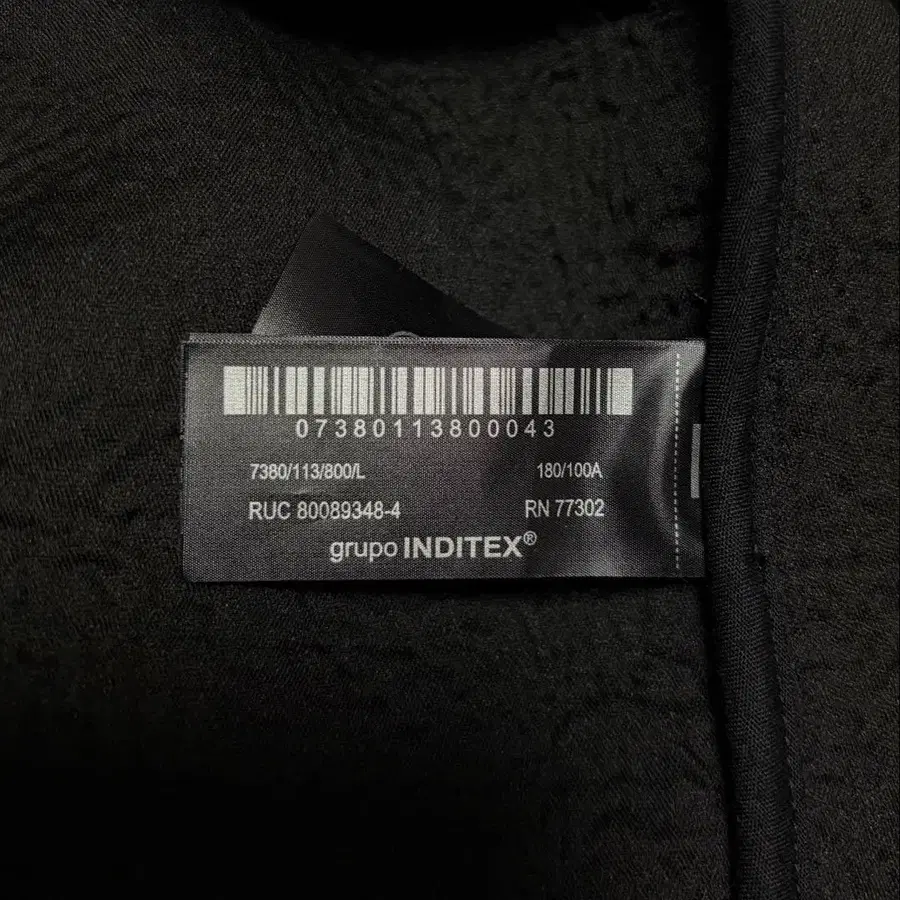 07380113800043
7380/113/800/L 180/100A
RUC 80089348-4 RN 77302
grupo INDITEX®